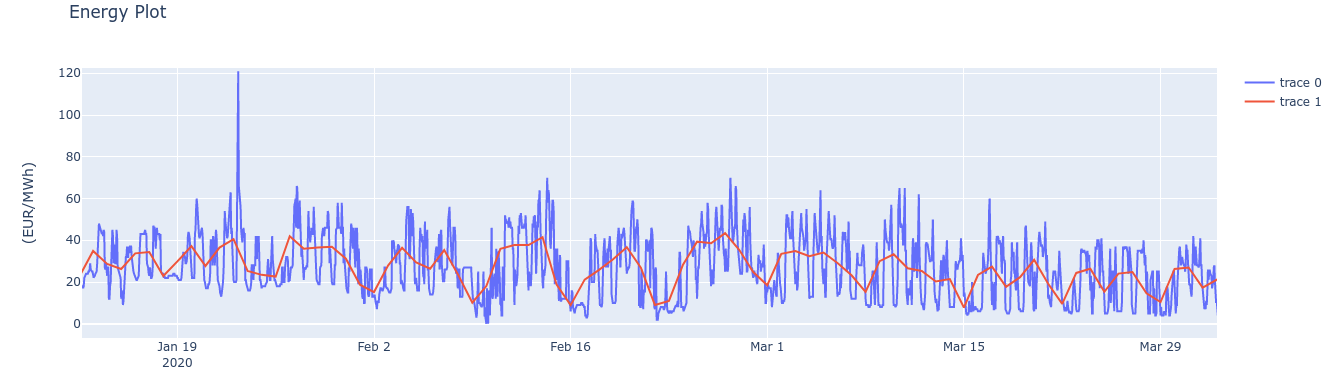 Energy Plot
(EUR/MWh)
120
100
80
60
40
20
0
Jan 19
2020
Feb 2
Feb 16
Mar 1
Mar 15
Mar 29
trace 0
trace 1